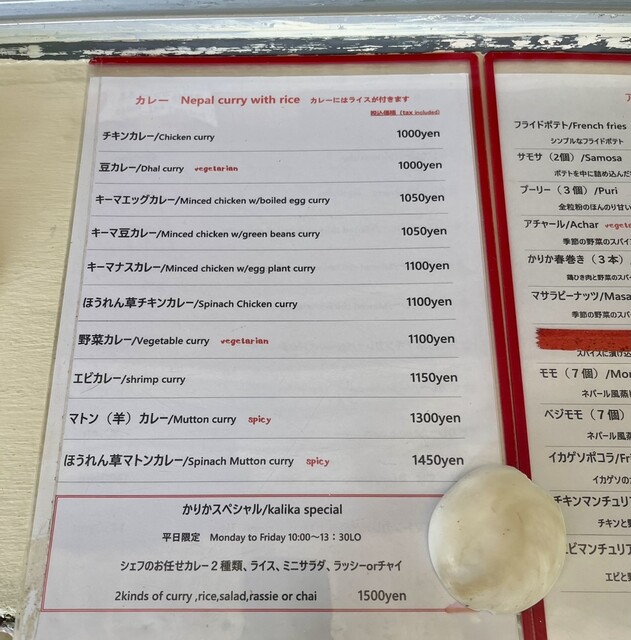 カレー Nepal curry with rice カレーにはライスが付きます
税込価格（tax included)
チキンカレー/Chicken curry 1000yen
豆カレー/Dhal curry vegetarian 1000yen
キーマエッグカレー/Minced chicken w/boiled egg curry 1050yen
キーマ豆カレー/Minced chicken w/green beans curry 1050yen
キーマナスカレー/Minced chicken w/egg plant curry 1100yen
ほうれん草チキンカレー/Spinach Chicken curry 1100yen
野菜カレー/Vegetable curry vegetarian 1100yen
エビカレー/shrimp curry 1150yen
マトン（羊）カレー/Mutton curry spicy 1300yen
ほうれん草マトンカレー/Spinach Mutton curry spicy 1450yen
かりかスペシャル/kalika special
平日限定 Monday to Friday 10:00～13：30LO
シェフのお任せカレー２種類、ライス、ミニサラダ、ラッシーorチャイ
2kinds of curry ,rice,salad,rassie or chai 1500yen
フライドポテト/French fries
シンプルなフライドポテト
サモサ（2個）/Samosa
ポテトを中に詰め込んだ
プーリー（３個）/Puri
全粒粉のほんのり甘い
アチャール/Achar
季節の野菜のスパイス
かりか春巻き（３本）
鶏ひき肉と野菜のスパ
マサラピーナッツ/Masa
季節の野菜のスパイ
スパイスに漬け込
モモ（７個）/Mo
ネパール風蒸
ベジモモ（７個）
ネパール風蒸
イカゲソポコラ/Fri
イカゲソの
チキンマンチュリア
チキンと野
エビマンチュリア
エビと野